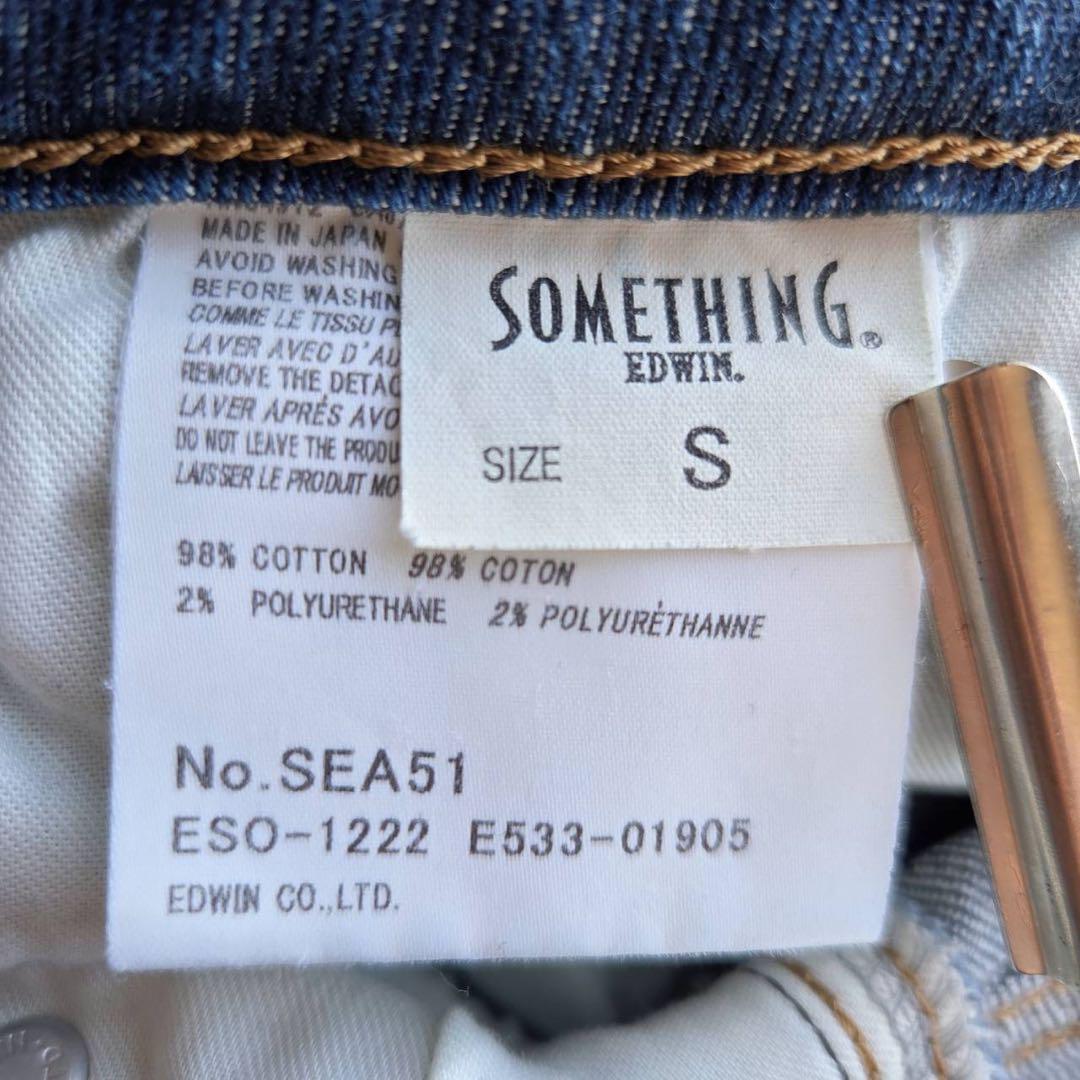 MADE IN JAPAN
AVOID WASHING
BEFORE WASHIN
COMME LE TISSU P
LAVER AVEC D'AU
REMOVE THE DETAC
LAVER APRÉS AVO
DO NOT LEAVE THE PRODU
LAISSER LE PRODUIT MO
SOMETHING®
EDWIN.
SIZE S
98% COTTON 98% COTON
2% POLYURETHANE 2% POLYURÉTHANNE
No.SEA51
ESO-1222 E533-01905
EDWIN CO.,LTD.